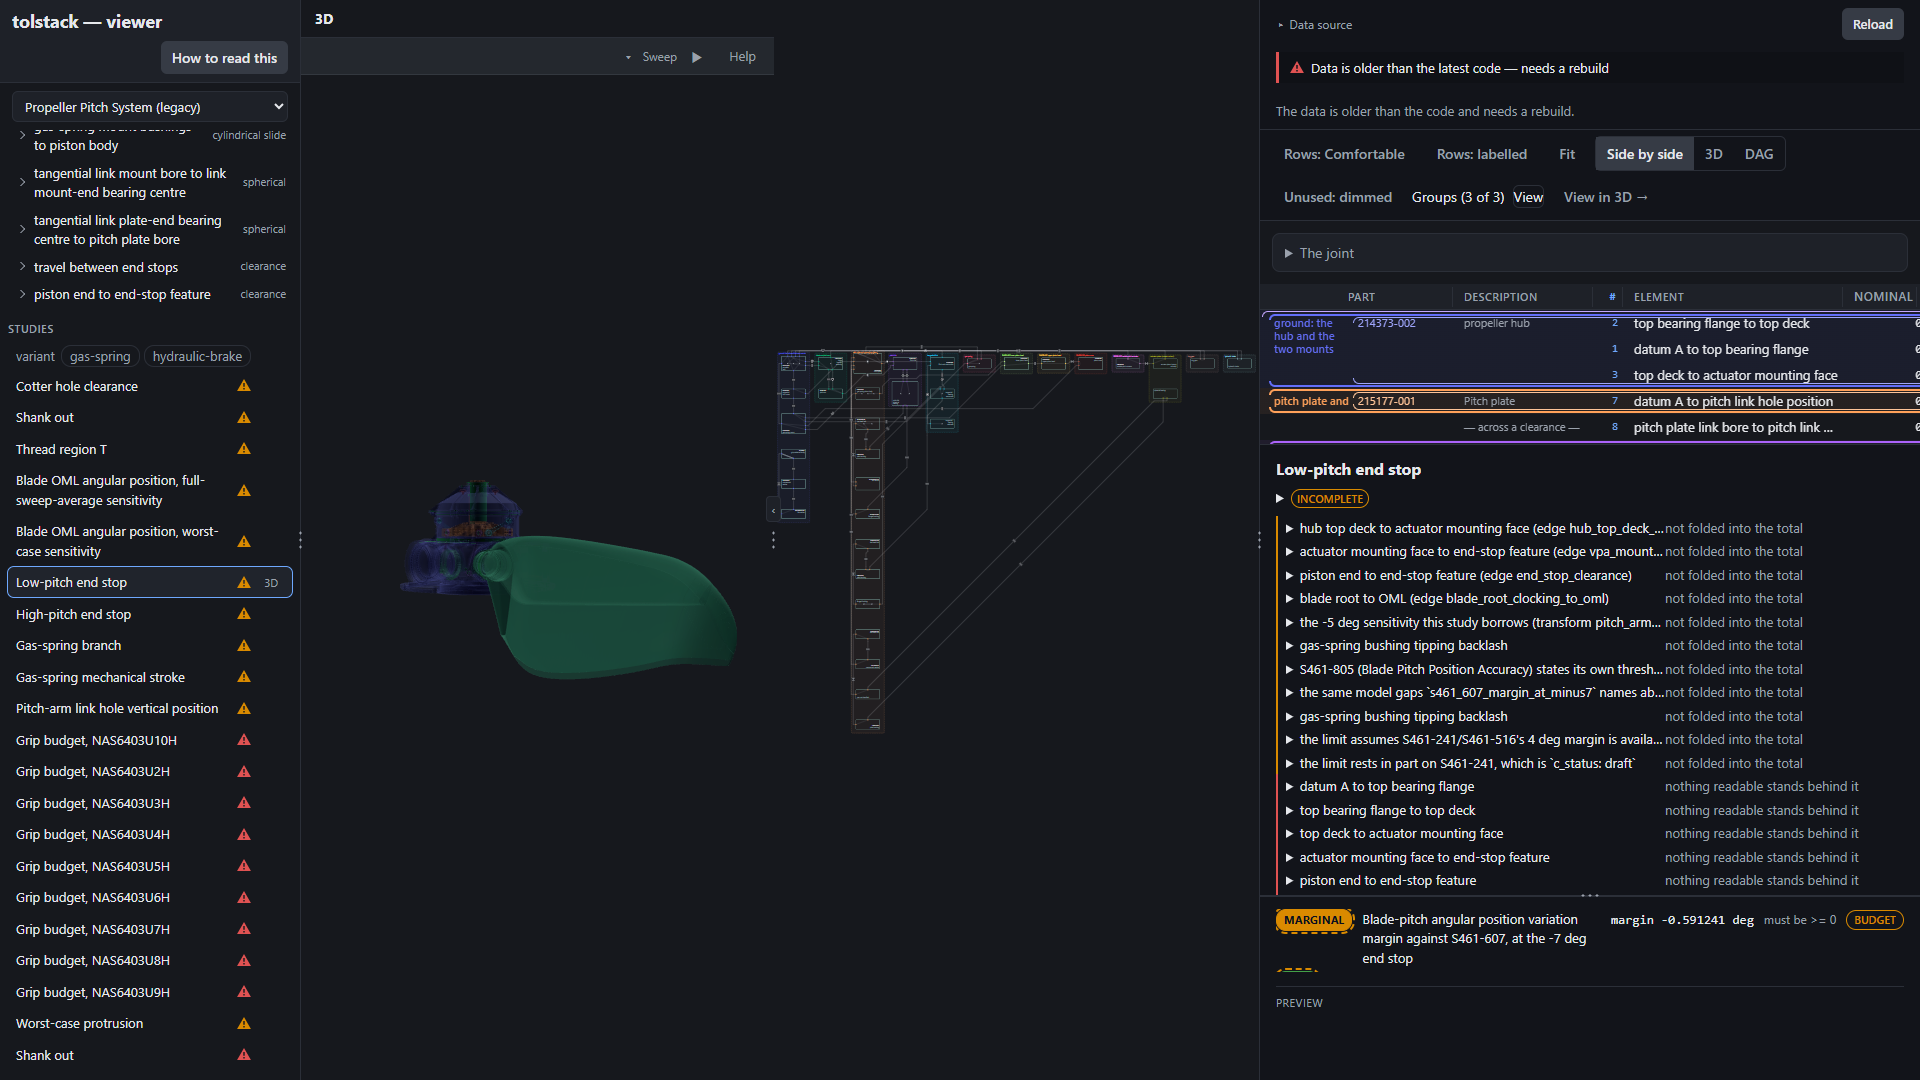 tolstack — viewer
How to read this
Propeller Pitch System (legacy)
gas-spring mount bushings
to piston body
cylindrical slide
tangential link mount bore to link
mount-end bearing centre
spherical
tangential link plate-end bearing
centre to pitch plate bore
spherical
travel between end stops
clearance
piston end to end-stop feature
clearance
STUDIES
variant
gas-spring
hydraulic-brake
Cotter hole clearance
Shank out
Thread region T
Blade OML angular position, full-
sweep-average sensitivity
Blade OML angular position, worst-
case sensitivity
Low-pitch end stop
3D
High-pitch end stop
Gas-spring branch
Gas-spring mechanical stroke
Pitch-arm link hole vertical position
Grip budget, NAS6403U10H
Grip budget, NAS6403U2H
Grip budget, NAS6403U3H
Grip budget, NAS6403U4H
Grip budget, NAS6403U5H
Grip budget, NAS6403U6H
Grip budget, NAS6403U7H
Grip budget, NAS6403U8H
Grip budget, NAS6403U9H
Worst-case protrusion
Shank out
3D
Sweep
Help
Data source
Reload
Data is older than the latest code — needs a rebuild
The data is older than the code and needs a rebuild.
Rows: Comfortable
Rows: labelled
Fit
Side by side
3D
DAG
Unused: dimmed
Groups (3 of 3)
View
View in 3D →
The joint
PART
DESCRIPTION
#
ELEMENT
NOMINAL
ground: the
hub and the
two mounts
214373-002
propeller hub
2
top bearing flange to top deck
1
datum A to top bearing flange
3
top deck to actuator mounting face
pitch plate and
215177-001
Pitch plate
7
datum A to pitch link hole position
— across a clearance —
8
pitch plate link bore to pitch link ...
Low-pitch end stop
INCOMPLETE
hub top deck to actuator mounting face (edge hub_top_deck_... not folded into the total
actuator mounting face to end-stop feature (edge vpa_mount... not folded into the total
piston end to end-stop feature (edge end_stop_clearance) not folded into the total
blade root to OML (edge blade_root_clocking_to_oml) not folded into the total
the -5 deg sensitivity this study borrows (transform pitch_arm... not folded into the total
gas-spring bushing tipping backlash not folded into the total
S461-805 (Blade Pitch Position Accuracy) states its own thresh... not folded into the total
the same model gaps `s461_607_margin_at_minus7` names ab... not folded into the total
gas-spring bushing tipping backlash not folded into the total
the limit assumes S461-241/S461-516's 4 deg margin is availa... not folded into the total
the limit rests in part on S461-241, which is `c_status: draft` not folded into the total
datum A to top bearing flange nothing readable stands behind it
top bearing flange to top deck nothing readable stands behind it
top deck to actuator mounting face nothing readable stands behind it
actuator mounting face to end-stop feature nothing readable stands behind it
piston end to end-stop feature nothing readable stands behind it
MARGINAL
Blade-pitch angular position variation
margin against S461-607, at the -7 deg
end stop
margin -0.591241 deg
must be >= 0
BUDGET
PREVIEW